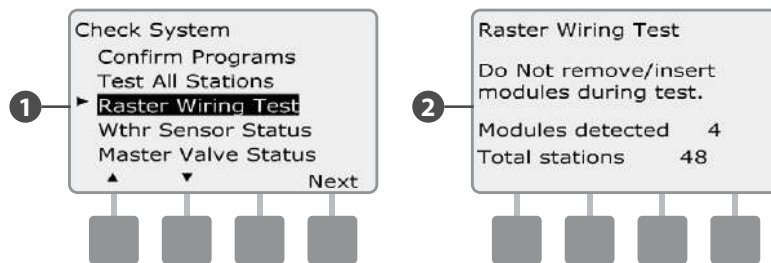 Check System
Confirm Programs
Test All Stations
1
► Raster Wiring Test
Wthr Sensor Status
Master Valve Status
▲ ▼ Next
Raster Wiring Test
Do Not remove/insert
2
modules during test.
Modules detected 4
Total stations 48